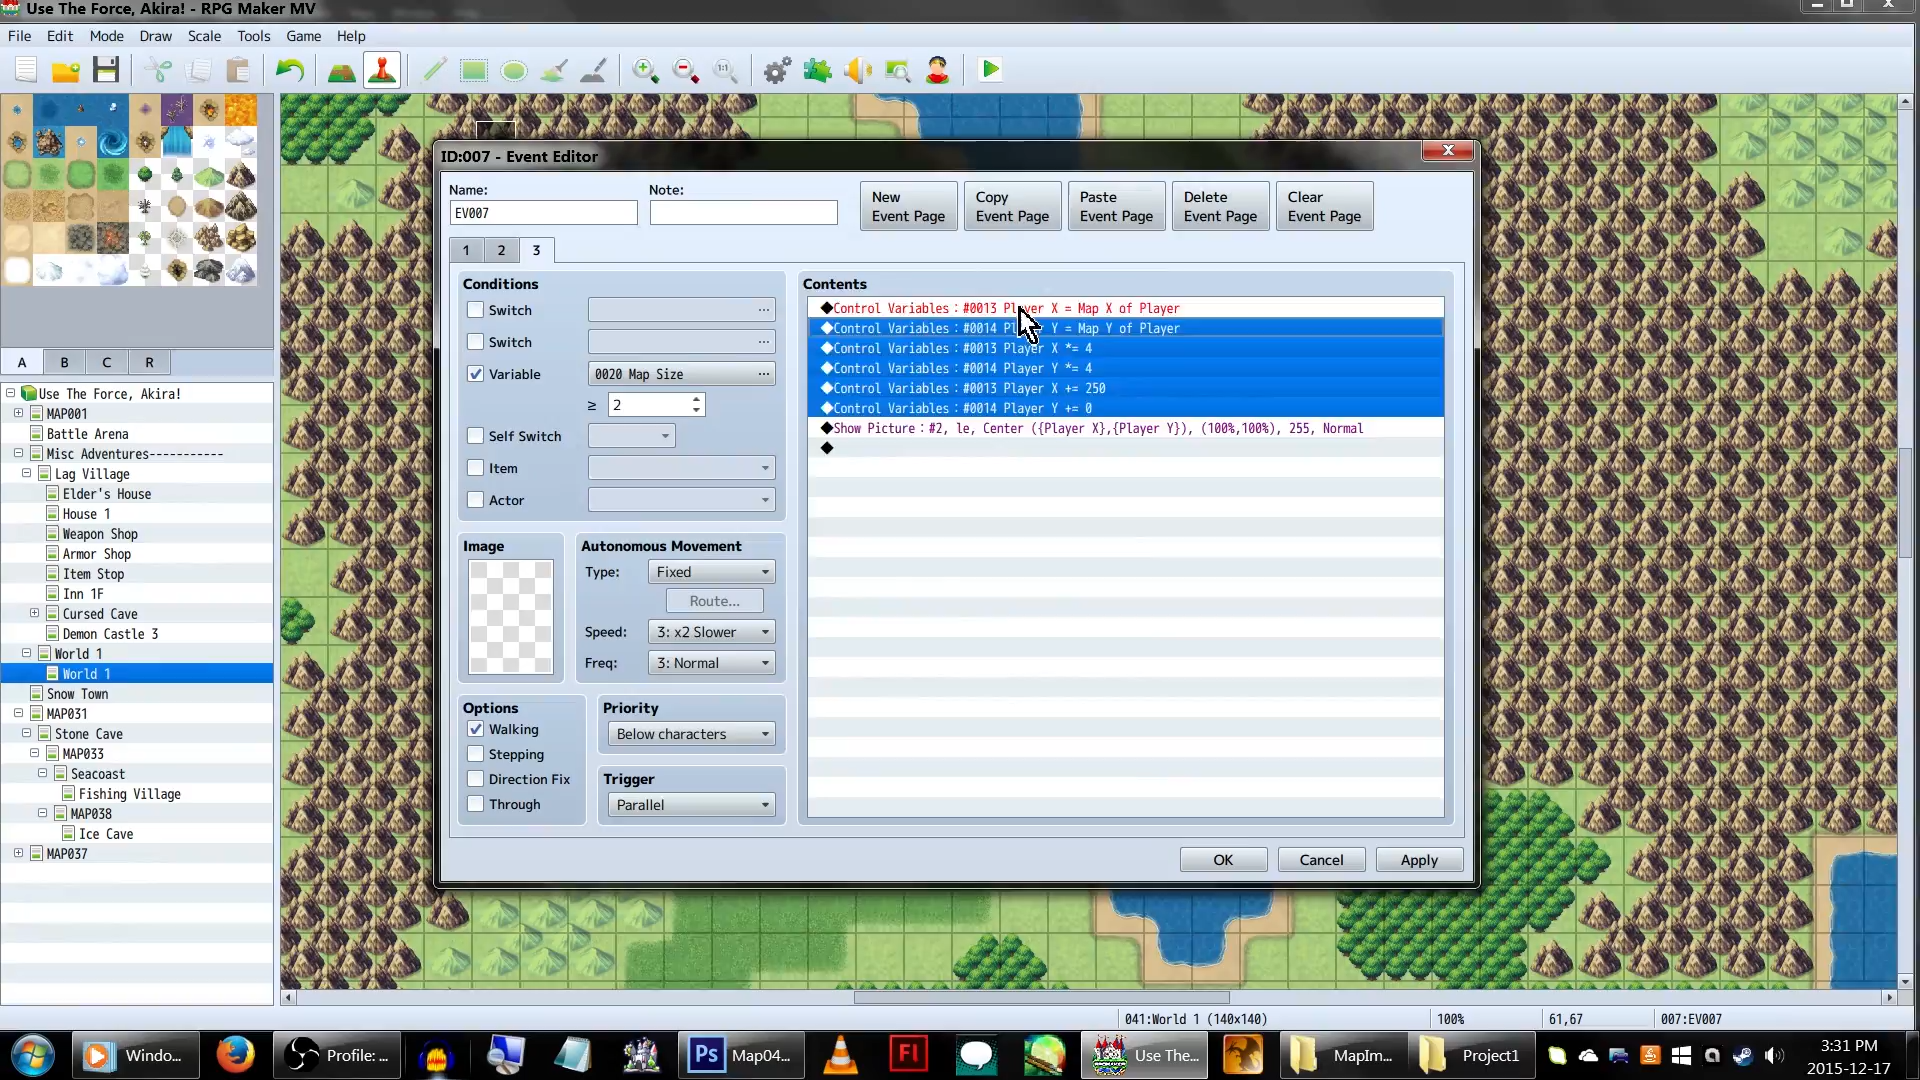 Use The Force, Akira! - RPG Maker MV
File Edit Mode Draw Scale Tools Game Help
1:1
A B C R
Use The Force, Akira!
MAP001
Battle Arena
Misc Adventures-----------
Lag Village
Elder's House
House 1
Weapon Shop
Armor Shop
Item Stop
Inn 1F
Cursed Cave
Demon Castle 3
World 1
World 1
Snow Town
MAP031
Stone Cave
MAP033
Seacoast
Fishing Village
MAP038
Ice Cave
MAP037
ID:007 - Event Editor
X
Name:
EV007
Note:
New Event Page
Copy Event Page
Paste Event Page
Delete Event Page
Clear Event Page
1 2 3
Conditions
Switch ...
Switch ...
Variable 0020 Map Size ...
≥ 2
Self Switch
Item
Actor
Image
Autonomous Movement
Type: Fixed
Route...
Speed: 3: x2 Slower
Freq: 3: Normal
Options
Walking
Stepping
Direction Fix
Through
Priority
Below characters
Trigger
Parallel
Contents
◆Control Variables：#0013 Player X = Map X of Player
◆Control Variables：#0014 Player Y = Map Y of Player
◆Control Variables：#0013 Player X *= 4
◆Control Variables：#0014 Player Y *= 4
◆Control Variables：#0013 Player X += 250
◆Control Variables：#0014 Player Y += 0
◆Show Picture：#2, le, Center ({Player X},{Player Y}), (100%,100%), 255, Normal
◆
OK Cancel Apply
041:World 1 (140x140) 100% 61,67 007:EV007
Windo... Profile: ... Ps Map04... Fl Use The... MapIm... Project1
3:31 PM
2015-12-17